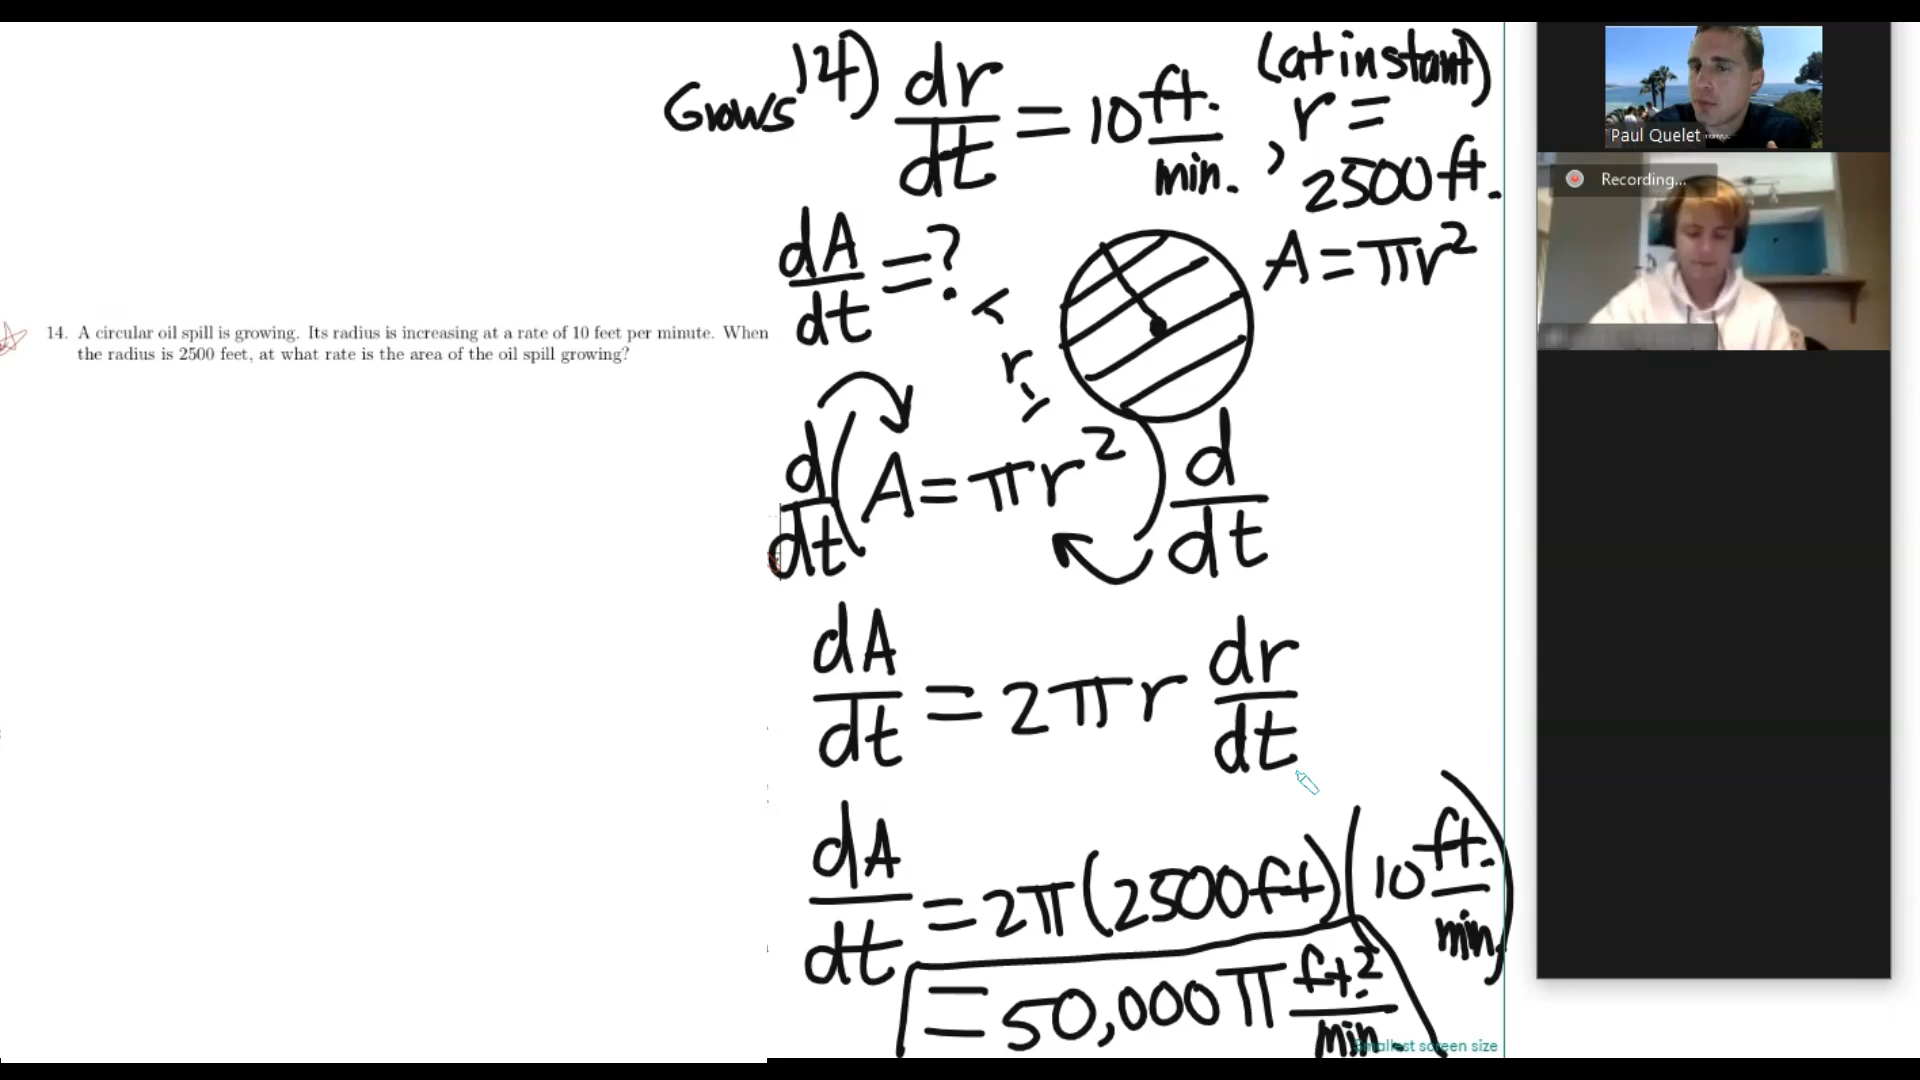 14. A circular oil spill is growing. Its radius is increasing at a rate of 10 feet per minute. When
the radius is 2500 feet, at what rate is the area of the oil spill growing?
Grows 14) dr/dt = 10 ft./min. , (at instant) r = 2500 ft.
dA/dt = ?
r
A = πr²
d/dt ( A = πr² ) d/dt
dA/dt = 2πr dr/dt
dA/dt = 2π(2500ft)(10 ft./min.)
= 50,000π ft.²/min.
Smallest screen size
Paul Quelet
Recording...